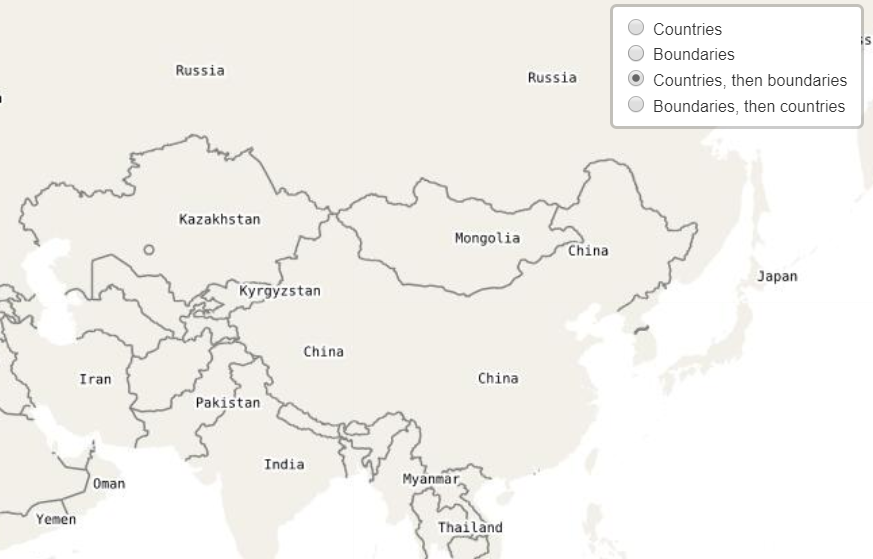 Countries
Boundaries
Countries, then boundaries
Boundaries, then countries
Russia
Russia
Kazakhstan
Mongolia
China
Japan
Kyrgyzstan
China
China
Iran
Pakistan
India
Myanmar
Oman
Yemen
Thailand